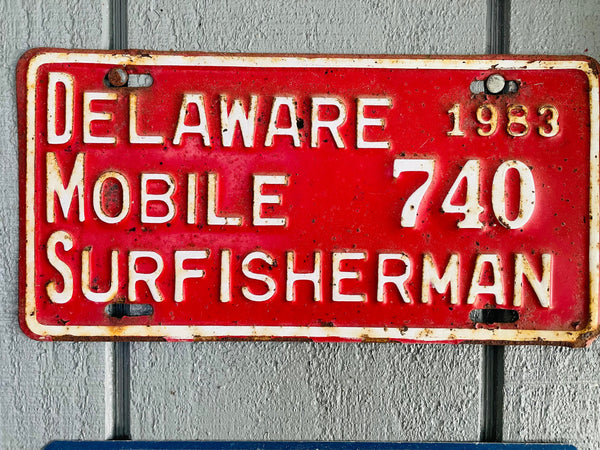 DELAWARE 1983
MOBILE 740
SURFISHERMAN